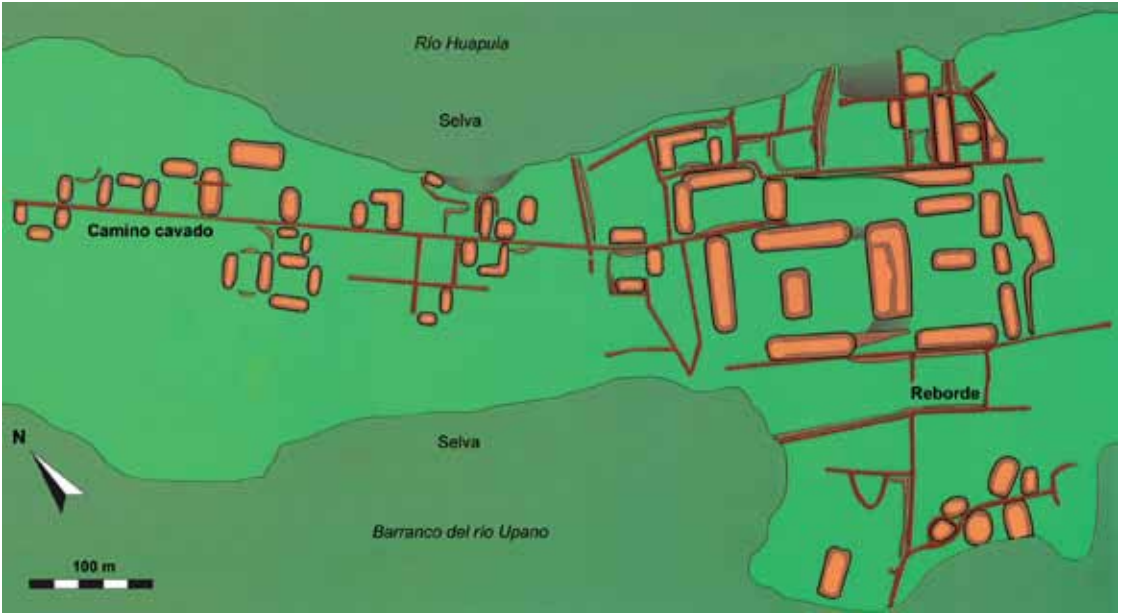 Río Huapula
Selva
Camino cavado
Reborde
Selva
N
Barranco del río Upano
100 m